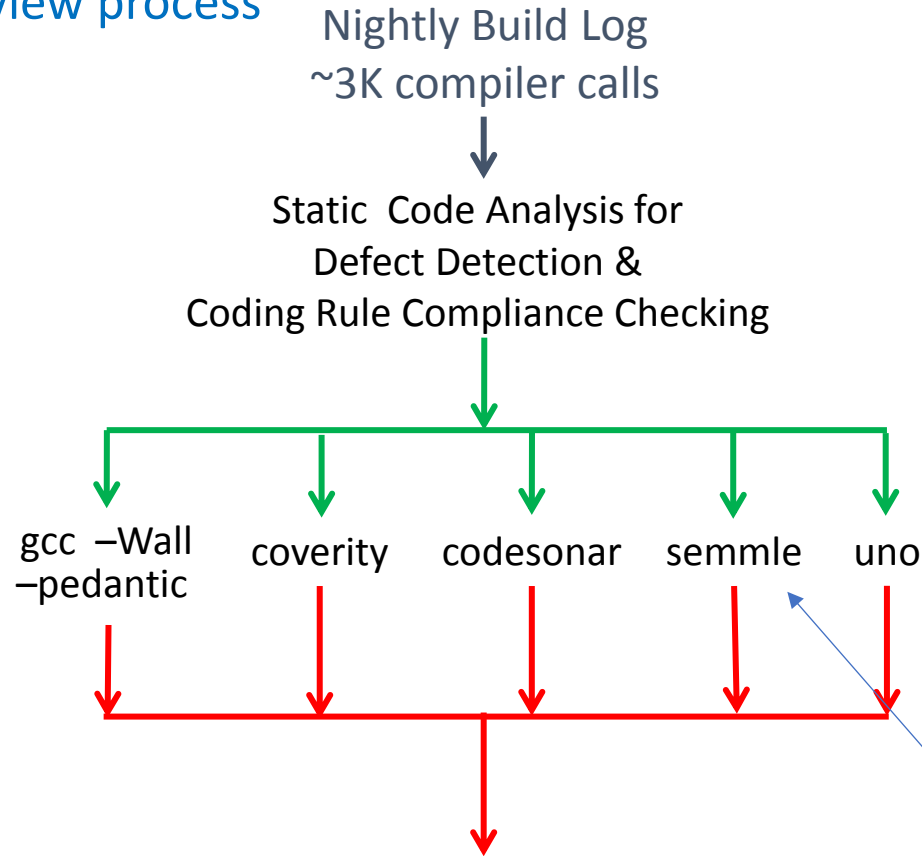 view process
Nightly Build Log
~3K compiler calls
Static Code Analysis for
Defect Detection &
Coding Rule Compliance Checking
gcc –Wall
–pedantic
coverity
codesonar
semmle
uno